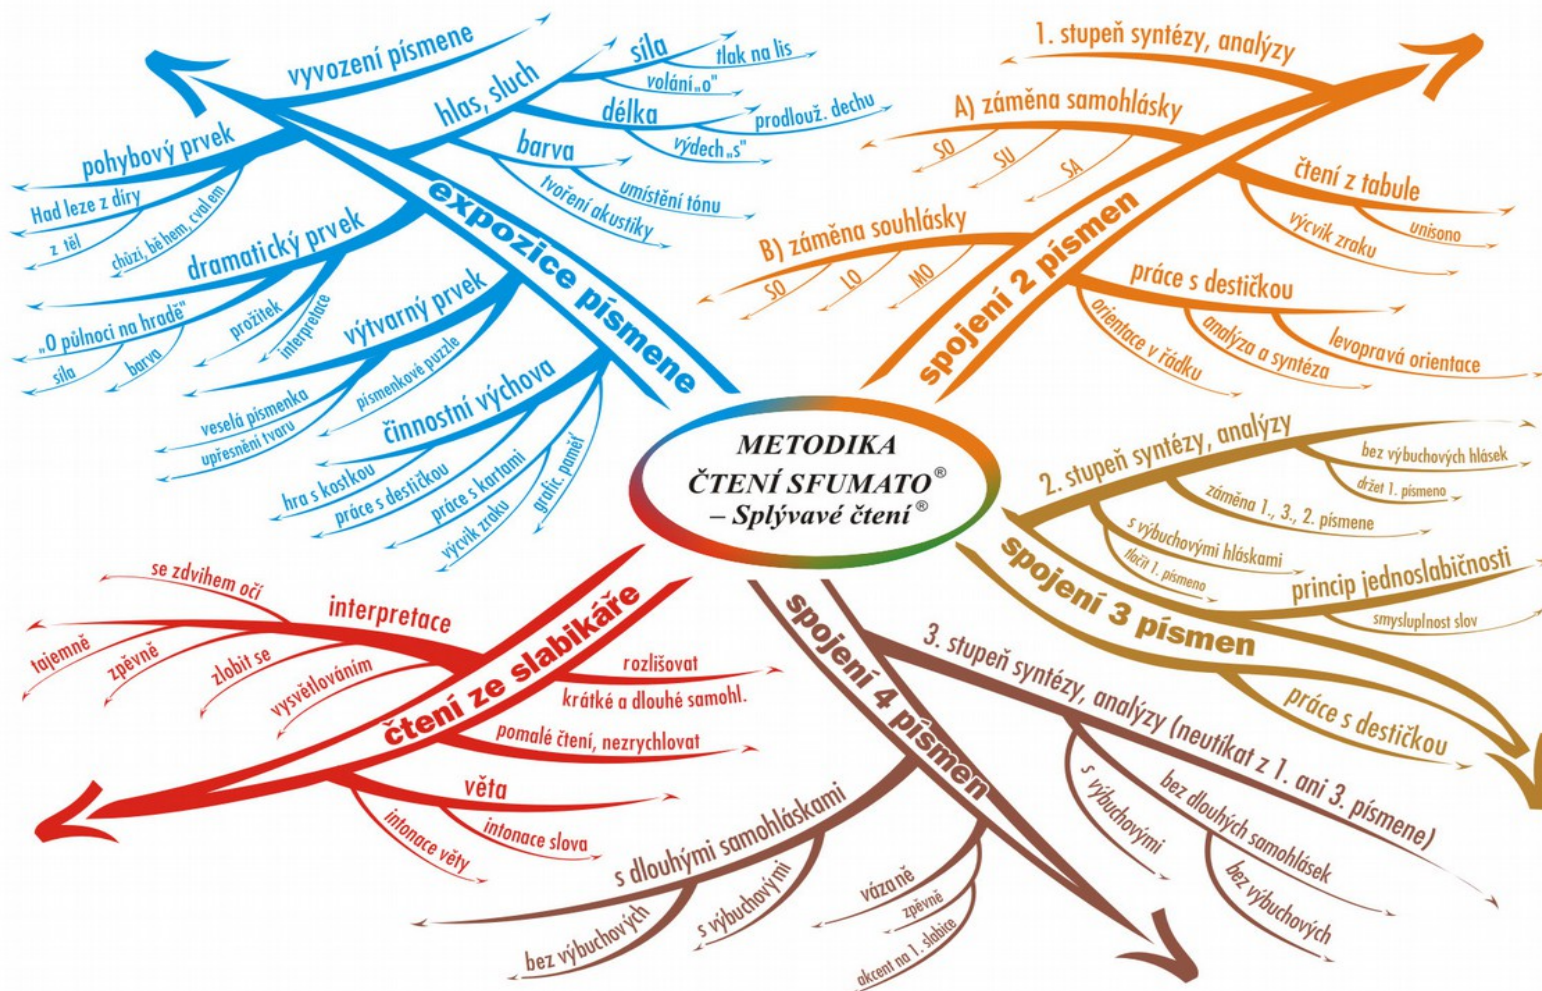 METODIKA
ČTENÍ SFUMATO®
– Splývavé čtení®
expozice písmene
vyvození písmene
hlas, sluch
síla
tlak na lis
volání„o"
délka
prodlouž. dechu
výdech„s"
barva
umístění tónu
tvoření akustiky
pohybový prvek
Had leze z díry
z těl
chůzí, během, cvalem
dramatický prvek
„O půlnoci na hradě"
síla
barva
prožitek
interpretace
výtvarný prvek
veselá písmenka
upřesnění tvaru
písmenkové puzzle
činnostní výchova
hra s kostkou
práce s destičkou
práce s kartami
výcvik zraku
grafic. paměť
spojení 2 písmen
1. stupeň syntézy, analýzy
A) záměna samohlásky
SO
SU
SA
B) záměna souhlásky
SO
LO
MO
čtení z tabule
výcvik zraku
unisono
práce s destičkou
orientace v řádku
analýza a syntéza
levopravá orientace
spojení 3 písmen
2. stupeň syntézy, analýzy
bez výbuchových hlásek
držet 1. písmeno
záměna 1., 3., 2. písmene
s výbuchovými hláskami
tlačit 1. písmeno
princip jednoslabičnosti
smysluplnost slov
práce s destičkou
spojení 4 písmen
3. stupeň syntézy, analýzy (neutíkat z 1. ani 3. písmene)
s výbuchovými
bez dlouhých samohlásek
bez výbuchových
s dlouhými samohláskami
bez výbuchových
s výbuchovými
vázaně
zpěvně
akcent na 1. slabice
čtení ze slabikáře
interpretace
se zdvihem očí
tajemně
zpěvně
zlobit se
vysvětlováním
rozlišovat
krátké a dlouhé samohl.
pomalé čtení, nezrychlovat
věta
intonace věty
intonace slova